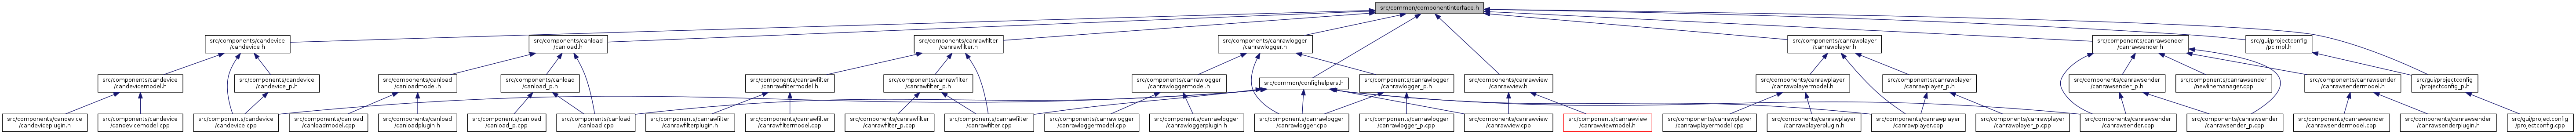 src/common/componentinterface.h
src/components/candevice
/candevice.h
src/components/canload
/canload.h
src/components/canrawfilter
/canrawfilter.h
src/components/canrawlogger
/canrawlogger.h
src/components/canrawplayer
/canrawplayer.h
src/components/canrawsender
/canrawsender.h
src/gui/projectconfig
/pcimpl.h
src/components/candevice
/candevicemodel.h
src/components/candevice
/candevice_p.h
src/components/canload
/canloadmodel.h
src/components/canload
/canload_p.h
src/components/canrawfilter
/canrawfiltermodel.h
src/components/canrawfilter
/canrawfilter_p.h
src/components/canrawlogger
/canrawloggermodel.h
src/common/confighelpers.h
src/components/canrawlogger
/canrawlogger_p.h
src/components/canrawview
/canrawview.h
src/components/canrawplayer
/canrawplayermodel.h
src/components/canrawplayer
/canrawplayer_p.h
src/components/canrawsender
/canrawsender_p.h
src/components/canrawsender
/newlinemanager.cpp
src/components/canrawsender
/canrawsendermodel.h
src/gui/projectconfig
/projectconfig_p.h
src/components/candevice
/candeviceplugin.h
src/components/candevice
/candevicemodel.cpp
src/components/candevice
/candevice.cpp
src/components/canload
/canloadmodel.cpp
src/components/canload
/canloadplugin.h
src/components/canload
/canload_p.cpp
src/components/canload
/canload.cpp
src/components/canrawfilter
/canrawfilterplugin.h
src/components/canrawfilter
/canrawfiltermodel.cpp
src/components/canrawfilter
/canrawfilter_p.cpp
src/components/canrawfilter
/canrawfilter.cpp
src/components/canrawlogger
/canrawloggermodel.cpp
src/components/canrawlogger
/canrawloggerplugin.h
src/components/canrawlogger
/canrawlogger.cpp
src/components/canrawlogger
/canrawlogger_p.cpp
src/components/canrawview
/canrawview.cpp
src/components/canrawview
/canrawviewmodel.h
src/components/canrawplayer
/canrawplayermodel.cpp
src/components/canrawplayer
/canrawplayerplugin.h
src/components/canrawplayer
/canrawplayer.cpp
src/components/canrawplayer
/canrawplayer_p.cpp
src/components/canrawsender
/canrawsender.cpp
src/components/canrawsender
/canrawsender_p.cpp
src/components/canrawsender
/canrawsendermodel.cpp
src/components/canrawsender
/canrawsenderplugin.h
src/gui/projectconfig
/projectconfig.cpp